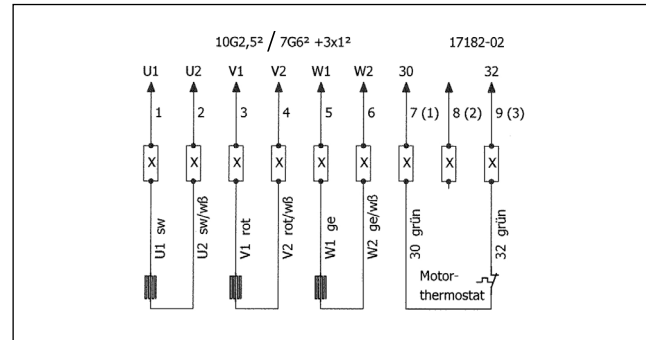 10G2,5² / 7G6² +3x1² 17182-02
U1 U2 V1 V2 W1 W2 30 32
1 2 3 4 5 6 7 (1) 8 (2) 9 (3)
X X X X X X X X X
U1 sw
U2 sw/wß
V1 rot
V2 rot/wß
W1 ge
W2 ge/wß
30 grün
32 grün
Motor-
thermostat